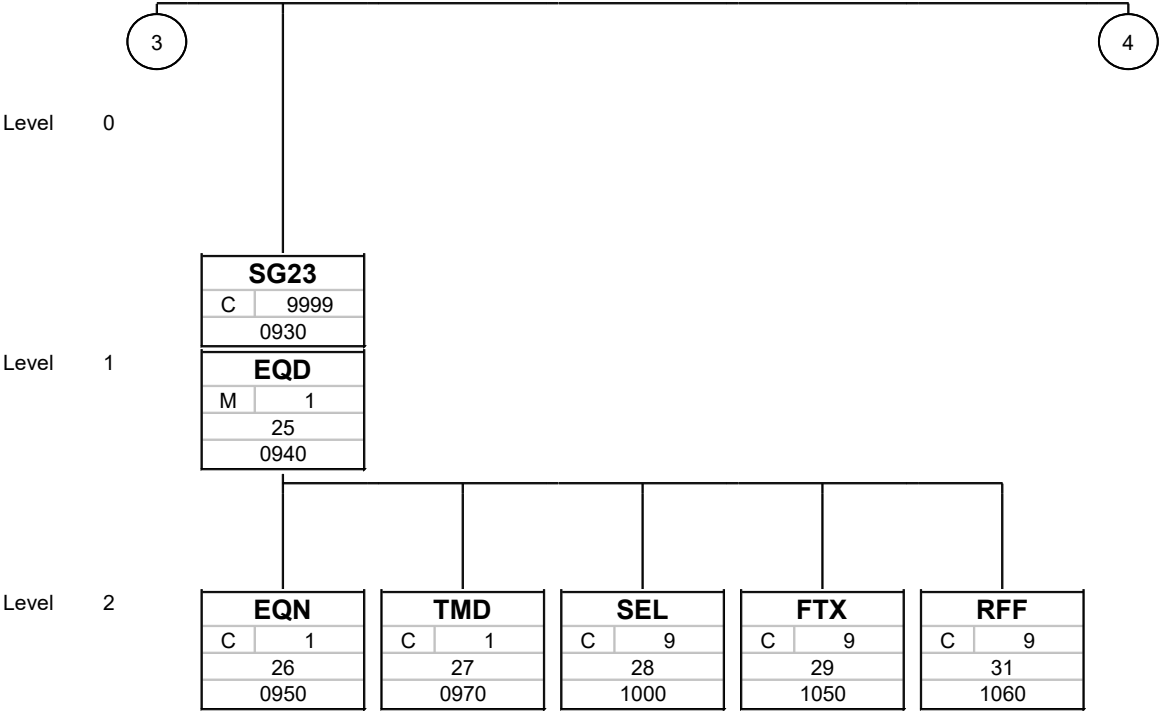 3 4
Level 0
SG23
C 9999
0930
Level 1
EQD
M 1
25
0940
Level 2
EQN TMD SEL FTX RFF
C 1 C 1 C 9 C 9 C 9
26 27 28 29 31
0950 0970 1000 1050 1060